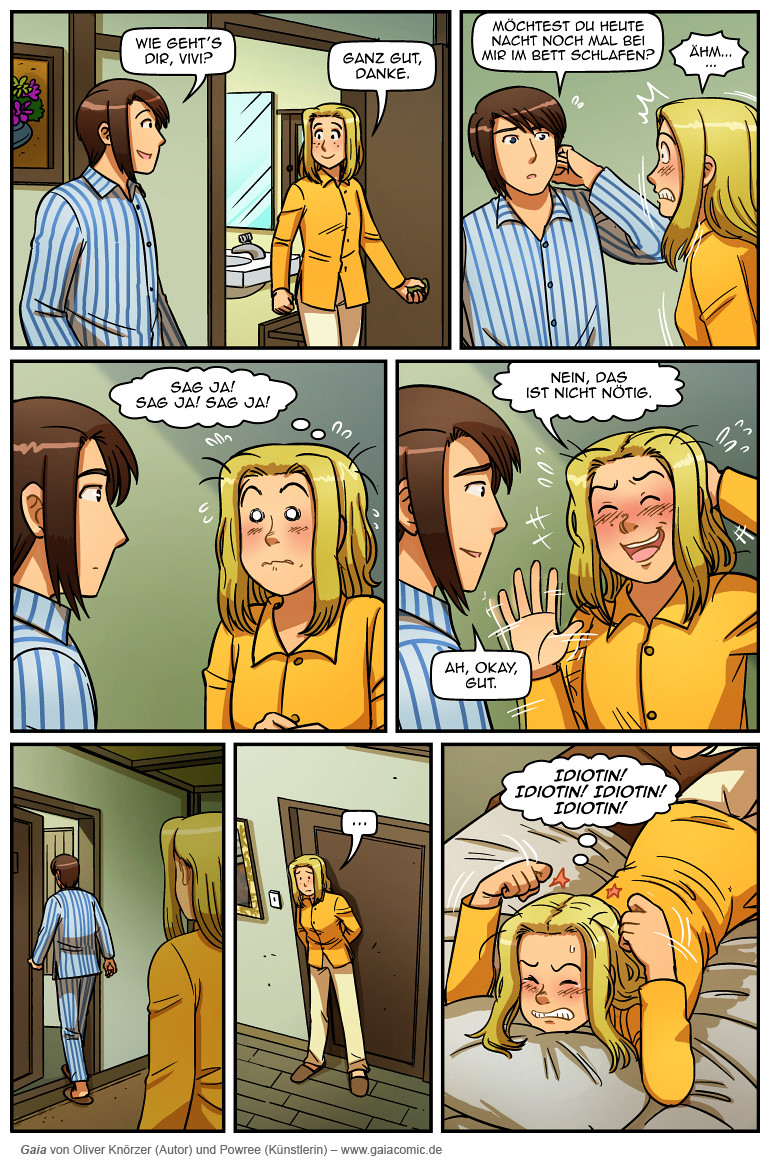 WIE GEHT'S
DIR, VIVI?
GANZ GUT,
DANKE.
MÖCHTEST DU HEUTE
NACHT NOCH MAL BEI
MIR IM BETT SCHLAFEN?
ÄHM...
...
SAG JA!
SAG JA! SAG JA!
NEIN, DAS
IST NICHT NÖTIG.
AH, OKAY,
GUT.
...
IDIOTIN!
IDIOTIN! IDIOTIN!
IDIOTIN!
Gaia von Oliver Knörzer (Autor) und Powree (Künstlerin) – www.gaiacomic.de